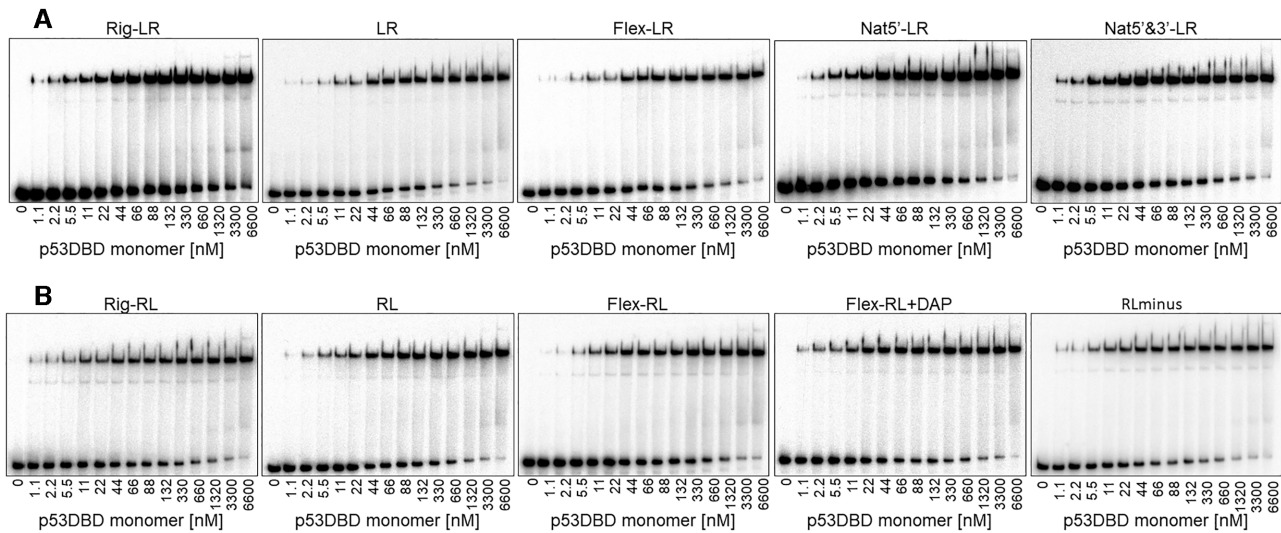 A
Rig-LR LR Flex-LR Nat5'-LR Nat5'&3'-LR
0 1.1 2.2 5.5 11 22 44 66 88 132 330 660 1320 3300 6600 0 1.1 2.2 5.5 11 22 44 66 88 132 330 660 1320 3300 6600 0 1.1 2.2 5.5 11 22 44 66 88 132 330 660 1320 3300 6600 0 1.1 2.2 5.5 11 22 44 66 88 132 330 660 1320 3300 6600 0 1.1 2.2 5.5 11 22 44 66 88 132 330 660 1320 3300 6600
p53DBD monomer [nM] p53DBD monomer [nM] p53DBD monomer [nM] p53DBD monomer [nM] p53DBD monomer [nM]
B
Rig-RL RL Flex-RL Flex-RL+DAP RLminus
0 1.1 2.2 5.5 11 22 44 66 88 132 330 660 1320 3300 6600 0 1.1 2.2 5.5 11 22 44 66 88 132 330 660 1320 3300 6600 0 1.1 2.2 5.5 11 22 44 66 88 132 330 660 1320 3300 6600 0 1.1 2.2 5.5 11 22 44 66 88 132 330 660 1320 3300 6600 0 1.1 2.2 5.5 11 22 44 66 88 132 330 660 1320 3300 6600
p53DBD monomer [nM] p53DBD monomer [nM] p53DBD monomer [nM] p53DBD monomer [nM] p53DBD monomer [nM]